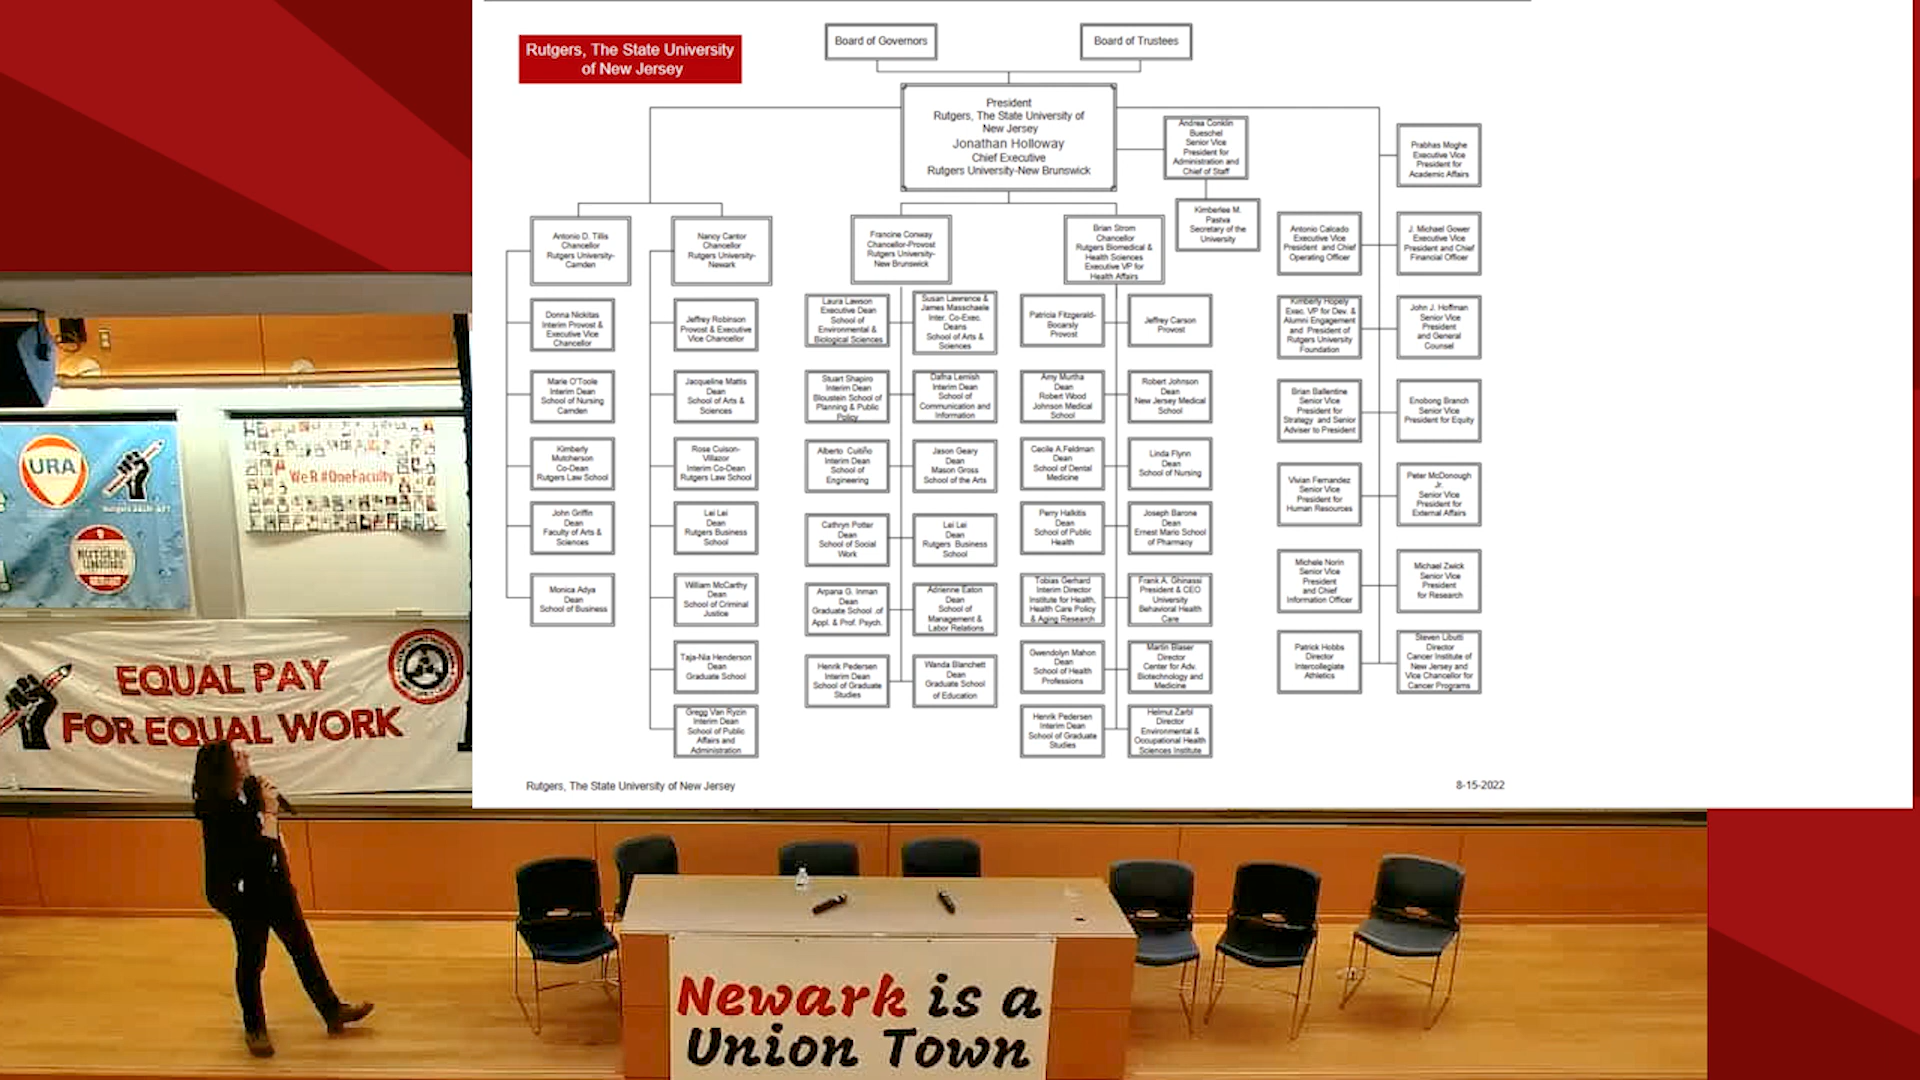 Rutgers, The State University
of New Jersey
Board of Governors
Board of Trustees
President
Rutgers, The State University of
New Jersey
Jonathan Holloway
Chief Executive
Rutgers University-New Brunswick
Andrea Conklin
Bueschel
Senior Vice
President for
Administration and
Chief of Staff
Kimberlee M.
Pastva
Secretary of the
University
Prabhas Moghe
Executive Vice
President for
Academic Affairs
Antonio D. Tillis
Chancellor
Rutgers University-
Camden
Nancy Cantor
Chancellor
Rutgers University-
Newark
Francine Conway
Chancellor-Provost
Rutgers University-
New Brunswick
Brian Strom
Chancellor
Rutgers Biomedical &
Health Sciences
Executive VP for
Health Affairs
Antonio Calcado
Executive Vice
President and Chief
Operating Officer
J. Michael Gower
Executive Vice
President and Chief
Financial Officer
Donna Nickitas
Interim Provost &
Executive Vice
Chancellor
Jeffrey Robinson
Provost & Executive
Vice Chancellor
Laura Lawson
Executive Dean
School of
Environmental &
Biological Sciences
Susan Lawrence &
James Masschaele
Inter. Co-Exec.
Deans
School of Arts &
Sciences
Patricia Fitzgerald-
Bocarsly
Provost
Jeffrey Carson
Provost
Kimberly Hopely
Exec. VP for Dev. &
Alumni Engagement
and President of
Rutgers University
Foundation
John J. Hoffman
Senior Vice
President
and General
Counsel
Marie O'Toole
Interim Dean
School of Nursing
Camden
Jacqueline Mattis
Dean
School of Arts &
Sciences
Stuart Shapiro
Interim Dean
Bloustein School of
Planning & Public
Policy
Dafna Lemish
Interim Dean
School of
Communication and
Information
Amy Murtha
Dean
Robert Wood
Johnson Medical
School
Robert Johnson
Dean
New Jersey Medical
School
Brian Ballentine
Senior Vice
President for
Strategy and Senior
Adviser to President
Enobong Branch
Senior Vice
President for Equity
Kimberly
Mutcherson
Co-Dean
Rutgers Law School
Rose Cuison-
Villazor
Interim Co-Dean
Rutgers Law School
Alberto Cuitiño
Interim Dean
School of
Engineering
Jason Geary
Dean
Mason Gross
School of the Arts
Cecile A.Feldman
Dean
School of Dental
Medicine
Linda Flynn
Dean
School of Nursing
Vivian Fernandez
Senior Vice
President for
Human Resources
Peter McDonough
Jr.
Senior Vice
President for
External Affairs
John Griffin
Dean
Faculty of Arts &
Sciences
Lei Lei
Dean
Rutgers Business
School
Cathryn Potter
Dean
School of Social
Work
Lei Lei
Dean
Rutgers Business
School
Perry Halkitis
Dean
School of Public
Health
Joseph Barone
Dean
Ernest Mario School
of Pharmacy
Michele Norin
Senior Vice
President
and Chief
Information Officer
Michael Zwick
Senior Vice
President
for Research
Monica Adya
Dean
School of Business
William McCarthy
Dean
School of Criminal
Justice
Arpana G. Inman
Dean
Graduate School of
Appl. & Prof. Psych.
Adrienne Eaton
Dean
School of
Management &
Labor Relations
Tobias Gerhard
Interim Director
Institute for Health,
Health Care Policy
& Aging Research
Frank A. Ghinassi
President & CEO
University
Behavioral Health
Care
Patrick Hobbs
Director
Intercollegiate
Athletics
Steven Libutti
Director
Cancer Institute of
New Jersey and
Vice Chancellor for
Cancer Programs
Taja-Nia Henderson
Dean
Graduate School
Henrik Pedersen
Interim Dean
School of Graduate
Studies
Wanda Blanchett
Dean
Graduate School
of Education
Gwendolyn Mahon
Dean
School of Health
Professions
Martin Blaser
Director
Center for Adv.
Biotechnology and
Medicine
Gregg Van Ryzin
Interim Dean
School of Public
Affairs and
Administration
Henrik Pedersen
Interim Dean
School of Graduate
Studies
Helmut Zarbl
Director
Environmental &
Occupational Health
Sciences Institute
Rutgers, The State University of New Jersey
8-15-2022
URA
RUTGERS
UNIONS
We R #OneFaculty
EQUAL PAY
FOR EQUAL WORK
Newark is a
Union Town